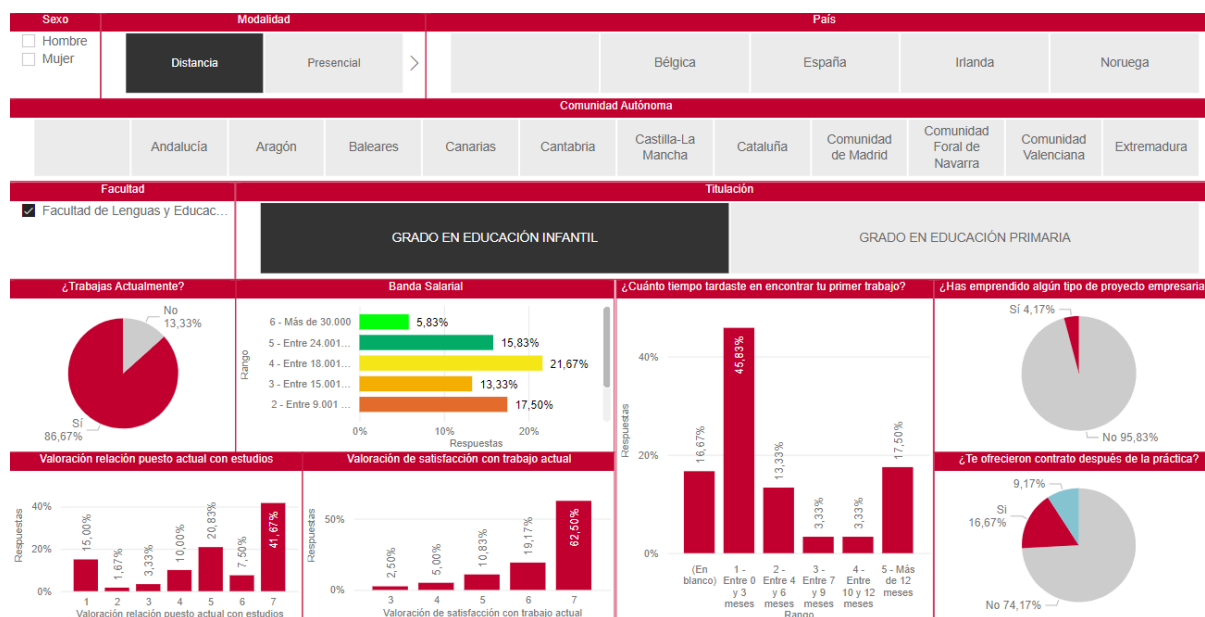 Sexo
Modalidad
País
Hombre
Mujer
Distancia
Presencial
Bélgica
España
Irlanda
Noruega
Comunidad Autónoma
Andalucía
Aragón
Baleares
Canarias
Cantabria
Castilla-La
Mancha
Cataluña
Comunidad
de Madrid
Comunidad
Foral de
Navarra
Comunidad
Valenciana
Extremadura
Facultad
Titulación
Facultad de Lenguas y Educac...
GRADO EN EDUCACIÓN INFANTIL
GRADO EN EDUCACIÓN PRIMARIA
¿Trabajas Actualmente?
No
13,33%
Sí
86,67%
Banda Salarial
Rango
6 - Más de 30.000
5,83%
5 - Entre 24.001...
15,83%
4 - Entre 18.001...
21,67%
3 - Entre 15.001...
13,33%
2 - Entre 9.001 ...
17,50%
0%
10%
20%
Respuestas
¿Cuánto tiempo tardaste en encontrar tu primer trabajo?
Respuestas
40%
20%
0%
16,67%
45,83%
13,33%
3,33%
3,33%
17,50%
(En
blanco)
1 -
Entre 0
y 3
meses
2 -
Entre 4
y 6
meses
3 -
Entre 7
y 9
meses
4 -
Entre
10 y 12
meses
5 - Más
de 12
meses
Rango
¿Has emprendido algún tipo de proyecto empresaria
Sí 4,17%
No 95,83%
Valoración relación puesto actual con estudios
Respuestas
40%
20%
0%
15,00%
1,67%
3,33%
10,00%
20,83%
7,50%
41,67%
1
2
3
4
5
6
7
Valoración relación puesto actual con estudios
Valoración de satisfacción con trabajo actual
Respuestas
50%
0%
2,50%
5,00%
10,83%
19,17%
62,50%
3
4
5
6
7
Valoración de satisfacción con trabajo actual
¿Te ofrecieron contrato después de la práctica?
9,17%
Si
16,67%
No 74,17%